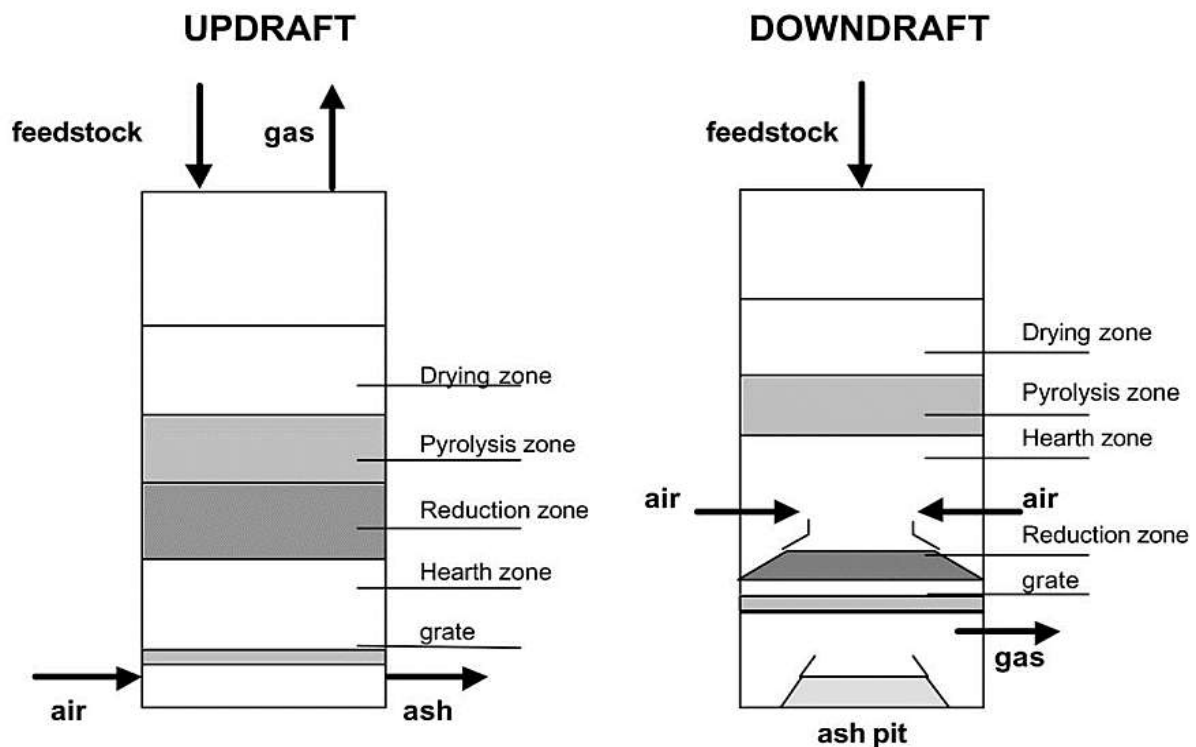 UPDRAFT
feedstock
gas
Drying zone
Pyrolysis zone
Reduction zone
Hearth zone
grate
air
ash
DOWNDRAFT
feedstock
Drying zone
Pyrolysis zone
Hearth zone
air
air
Reduction zone
grate
gas
ash pit